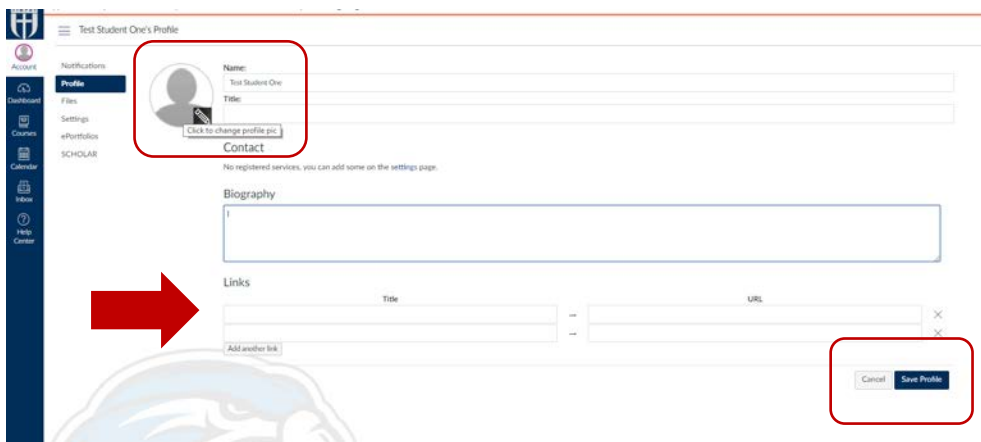 Test Student One's Profile
Account
Dashboard
Courses
Calendar
Inbox
Help
Center
Notifications
Profile
Files
Settings
ePortfolios
SCHOLAR
Click to change profile pic
Name:
Test Student One
Title:
Contact
No registered services, you can add some on the settings page.
Biography
Links
Title
URL
→
→
Add another link
Cancel
Save Profile